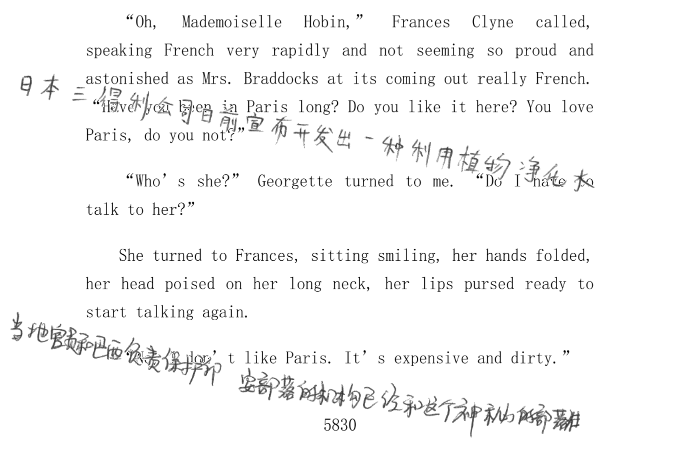 “Oh, Mademoiselle Hobin,” Frances Clyne called,
speaking French very rapidly and not seeming so proud and
astonished as Mrs. Braddocks at its coming out really French.
日本三得利公司日前宣布开发出一种利用植物净化水
“Have you been in Paris long? Do you like it here? You love
Paris, do you not?”
“Who’s she?” Georgette turned to me. “Do I have to
talk to her?”
She turned to Frances, sitting smiling, her hands folded,
her head poised on her long neck, her lips pursed ready to
start talking again.
当地官员和巴西负责保护印 安部落的机构已经和这个神秘的部落
don’t like Paris. It’s expensive and dirty.”
5830